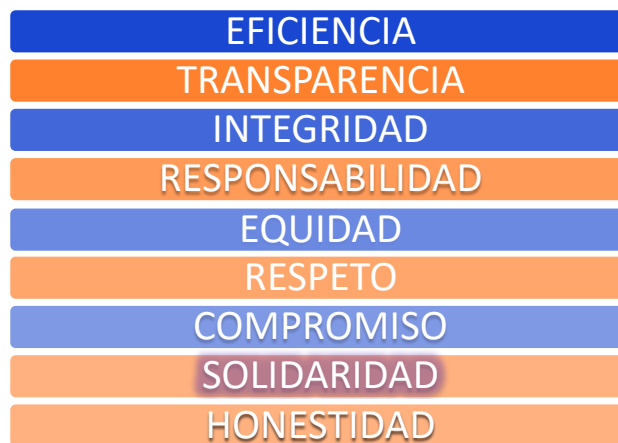 EFICIENCIA
TRANSPARENCIA
INTEGRIDAD
RESPONSABILIDAD
EQUIDAD
RESPETO
COMPROMISO
SOLIDARIDAD
HONESTIDAD